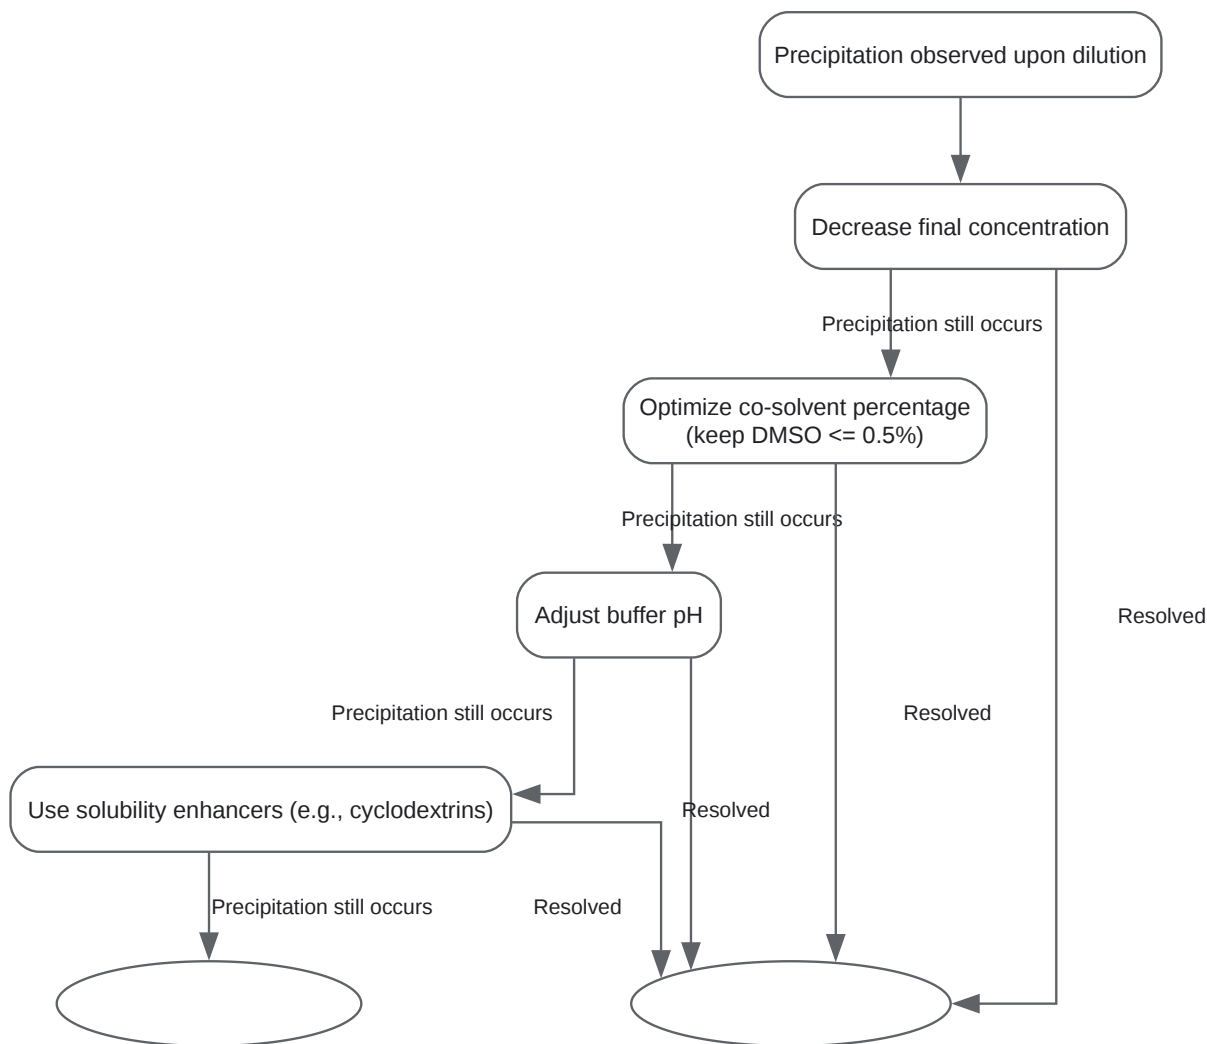 Precipitation observed upon dilution
Decrease final concentration
Precipitation still occurs
Optimize co-solvent percentage
(keep DMSO <= 0.5%)
Precipitation still occurs
Adjust buffer pH
Resolved
Precipitation still occurs
Resolved
Use solubility enhancers (e.g., cyclodextrins)
Resolved
Precipitation still occurs
Resolved